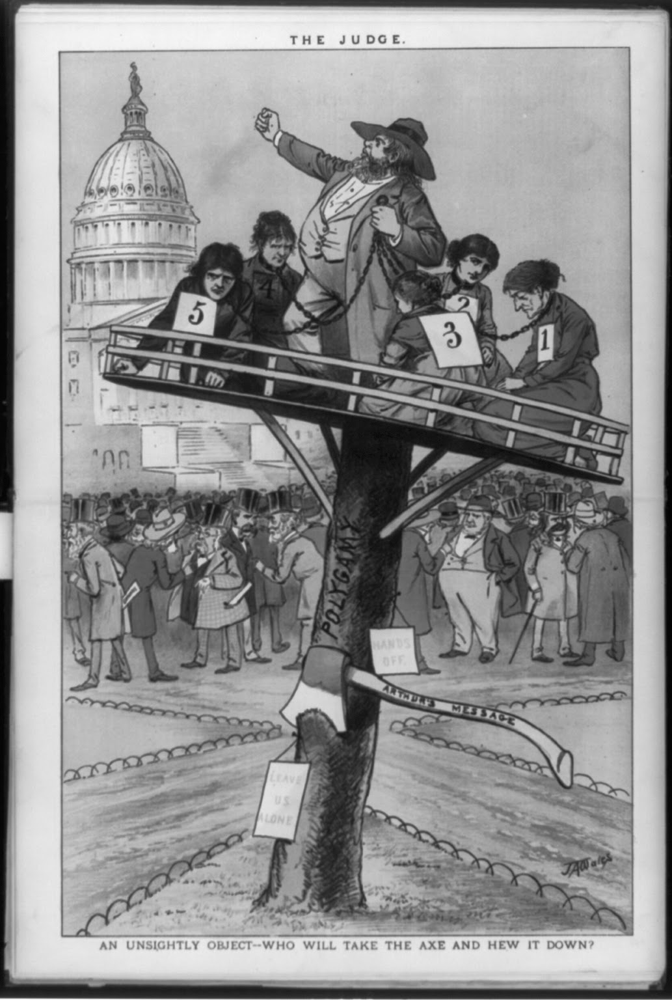 THE JUDGE.
5
4
2
3
1
POLYGAMY
HANDS
OFF.
ARTHUR'S MESSAGE
LEAVE
US
ALONE
JAWales
AN UNSIGHTLY OBJECT--WHO WILL TAKE THE AXE AND HEW IT DOWN?